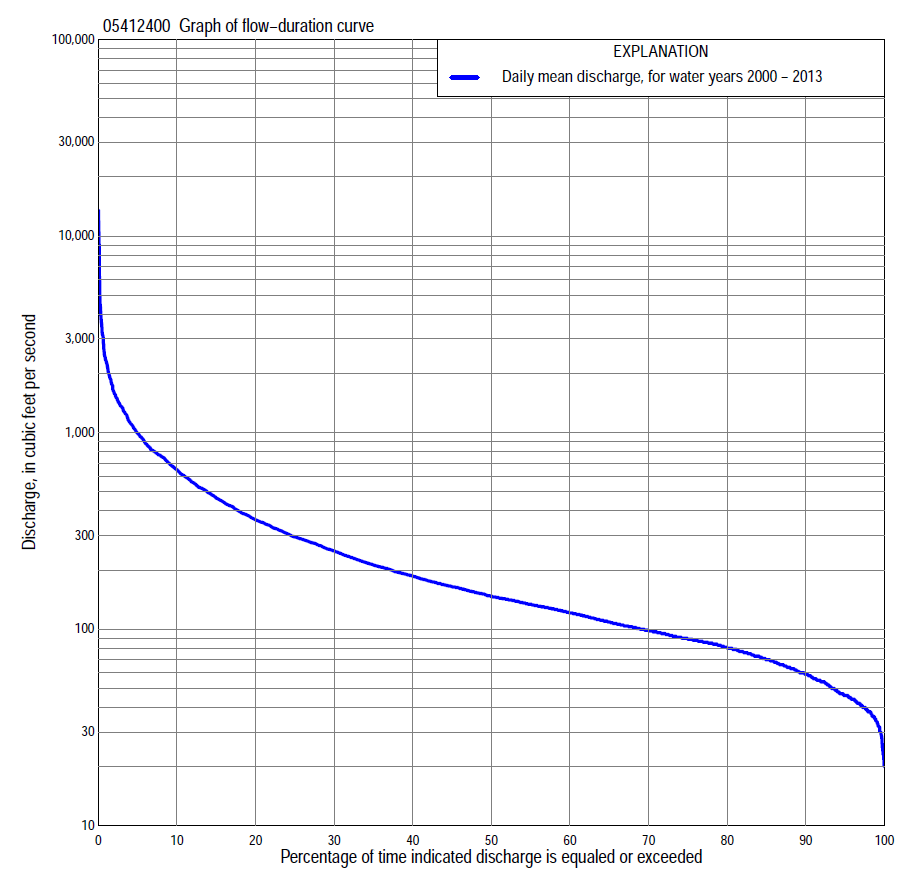 05412400 Graph of flow–duration curve
EXPLANATION
Daily mean discharge, for water years 2000 – 2013
100,000
30,000
10,000
3,000
1,000
300
100
30
10
Discharge, in cubic feet per second
0 10 20 30 40 50 60 70 80 90 100
Percentage of time indicated discharge is equaled or exceeded